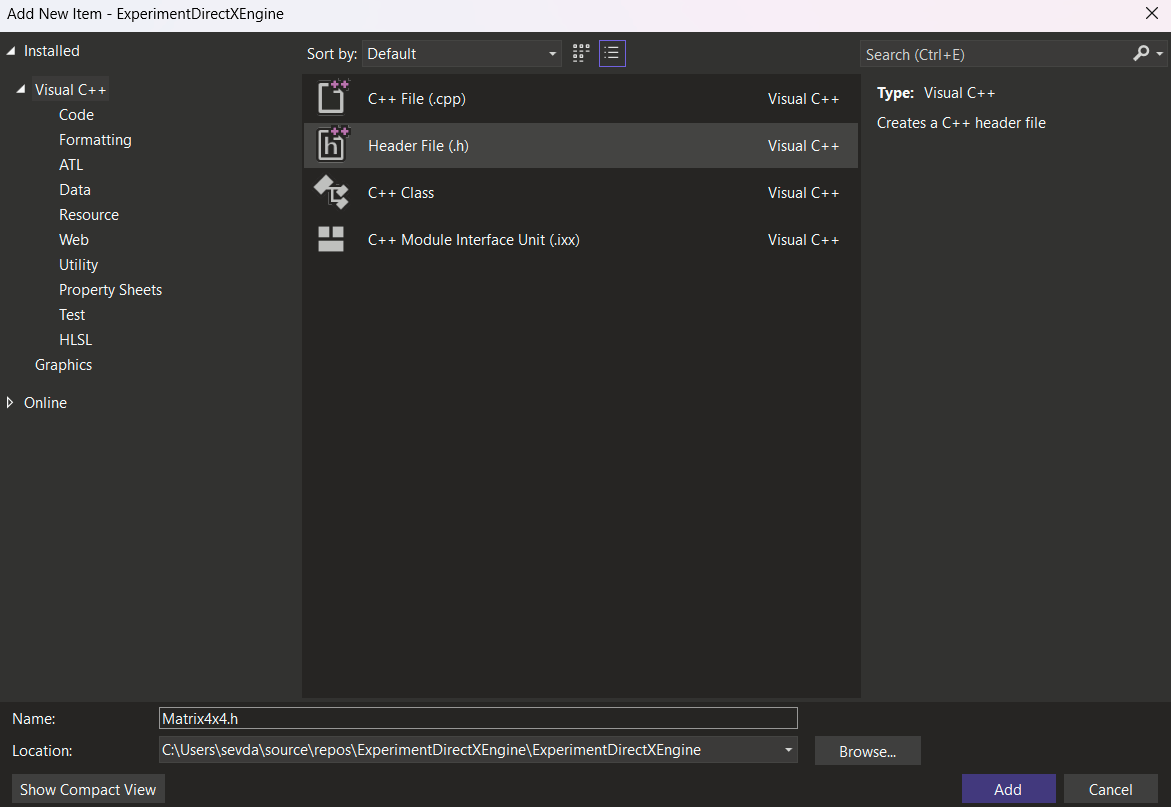 Add New Item - ExperimentDirectXEngine
Installed
Visual C++
Code
Formatting
ATL
Data
Resource
Web
Utility
Property Sheets
Test
HLSL
Graphics
Online
Sort by: Default
C++ File (.cpp) Visual C++
Header File (.h) Visual C++
C++ Class Visual C++
C++ Module Interface Unit (.ixx) Visual C++
Search (Ctrl+E)
Type: Visual C++
Creates a C++ header file
Name: Matrix4x4.h
Location: C:\Users\sevda\source\repos\ExperimentDirectXEngine\ExperimentDirectXEngine Browse...
Show Compact View Add Cancel